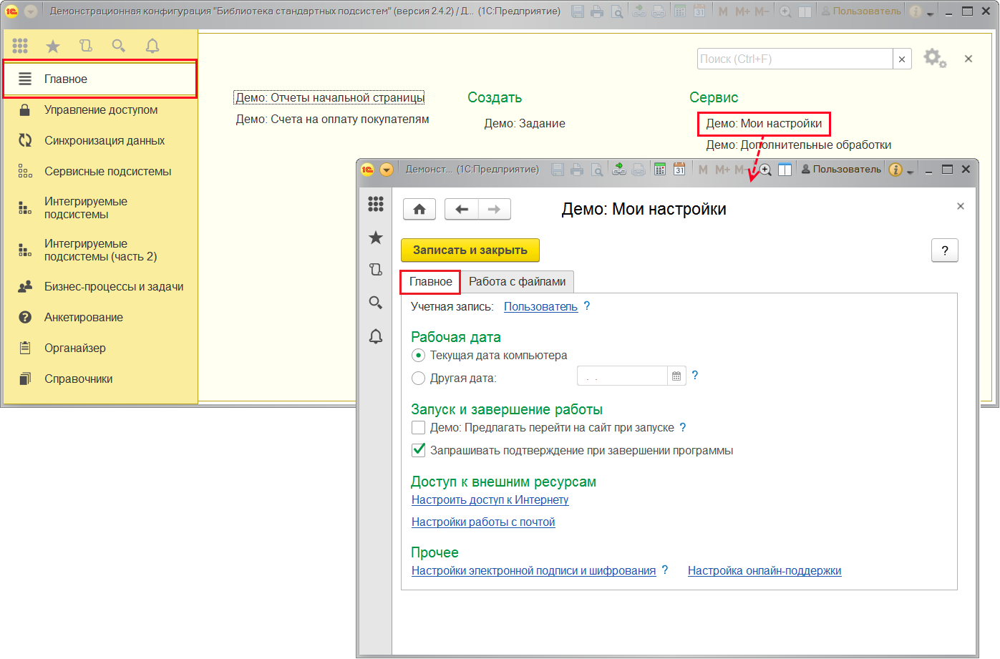 Демонстрационная конфигурация "Библиотека стандартных подсистем" (версия 2.4.2) / Д... (1С:Предприятие)
31
M M+ M−
Пользователь
Поиск (Ctrl+F)
Главное
Управление доступом
Синхронизация данных
Сервисные подсистемы
Интегрируемые
подсистемы
Интегрируемые
подсистемы (часть 2)
Бизнес-процессы и задачи
Анкетирование
Органайзер
Справочники
Демо: Отчеты начальной страницы
Демо: Счета на оплату покупателям
Создать
Демо: Задание
Сервис
Демо: Мои настройки
Демо: Дополнительные обработки
Демонст... (1С:Предприятие)
31
M M+ M−
Пользователь
Демо: Мои настройки
Записать и закрыть
?
Главное
Работа с файлами
Учетная запись: Пользователь ?
Рабочая дата
Текущая дата компьютера
Другая дата: . . ?
Запуск и завершение работы
Демо: Предлагать перейти на сайт при запуске ?
Запрашивать подтверждение при завершении программы
Доступ к внешним ресурсам
Настроить доступ к Интернету
Настройки работы с почтой
Прочее
Настройки электронной подписи и шифрования ? Настройка онлайн-поддержки